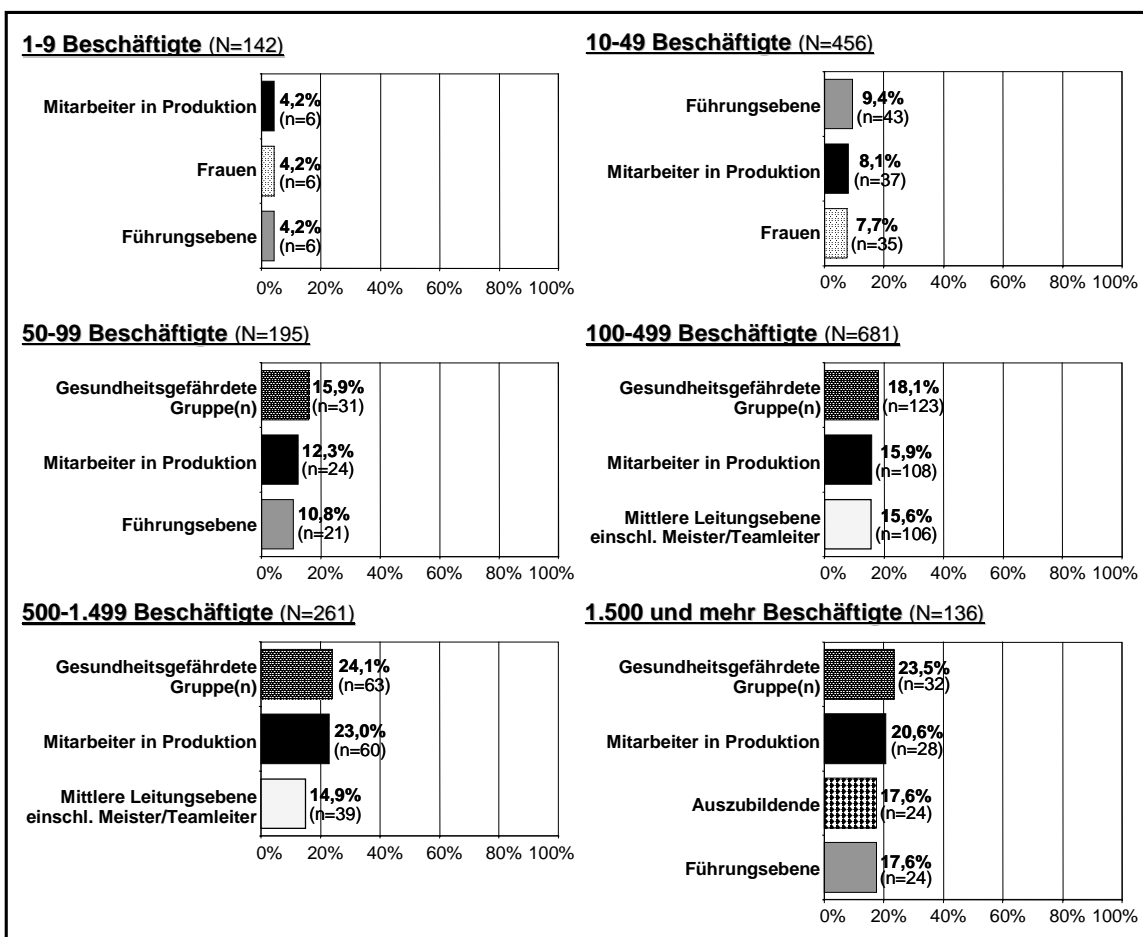 1-9 Beschäftigte (N=142)
Mitarbeiter in Produktion
4,2%
(n=6)
Frauen
4,2%
(n=6)
Führungsebene
4,2%
(n=6)
0% 20% 40% 60% 80% 100%
10-49 Beschäftigte (N=456)
Führungsebene
9,4%
(n=43)
Mitarbeiter in Produktion
8,1%
(n=37)
Frauen
7,7%
(n=35)
0% 20% 40% 60% 80% 100%
50-99 Beschäftigte (N=195)
Gesundheitsgefährdete
Gruppe(n)
15,9%
(n=31)
Mitarbeiter in Produktion
12,3%
(n=24)
Führungsebene
10,8%
(n=21)
0% 20% 40% 60% 80% 100%
100-499 Beschäftigte (N=681)
Gesundheitsgefährdete
Gruppe(n)
18,1%
(n=123)
Mitarbeiter in Produktion
15,9%
(n=108)
Mittlere Leitungsebene
einschl. Meister/Teamleiter
15,6%
(n=106)
0% 20% 40% 60% 80% 100%
500-1.499 Beschäftigte (N=261)
Gesundheitsgefährdete
Gruppe(n)
24,1%
(n=63)
Mitarbeiter in Produktion
23,0%
(n=60)
Mittlere Leitungsebene
einschl. Meister/Teamleiter
14,9%
(n=39)
0% 20% 40% 60% 80% 100%
1.500 und mehr Beschäftigte (N=136)
Gesundheitsgefährdete
Gruppe(n)
23,5%
(n=32)
Mitarbeiter in Produktion
20,6%
(n=28)
Auszubildende
17,6%
(n=24)
Führungsebene
17,6%
(n=24)
0% 20% 40% 60% 80% 100%